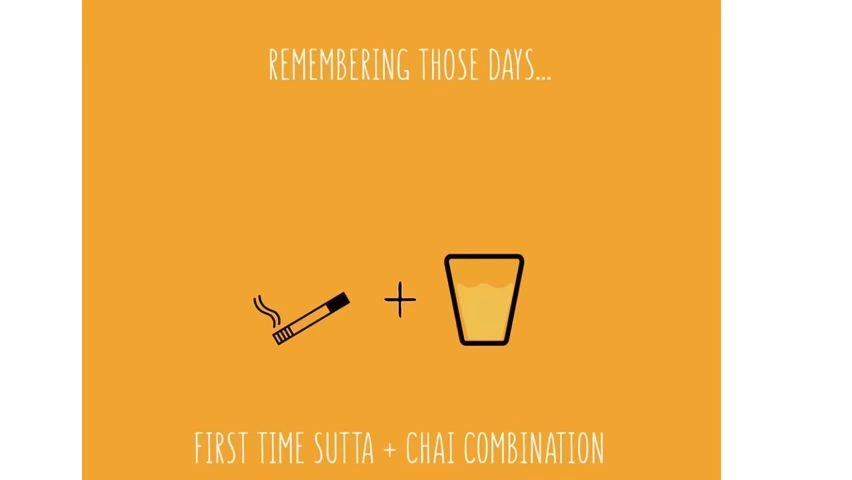 REMEMBERING THOSE DAYS...
+
FIRST TIME SUTTA + CHAI COMBINATION